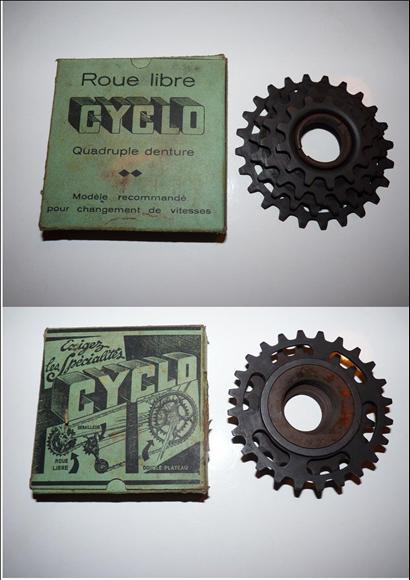 Roue libre
CYCLO
Quadruple denture
Modèle recommandé
pour changement de vitesses
Exigez
les Spécialités
CYCLO
DERAILLEUR
ROUE
LIBRE
DOUBLE PLATEAU